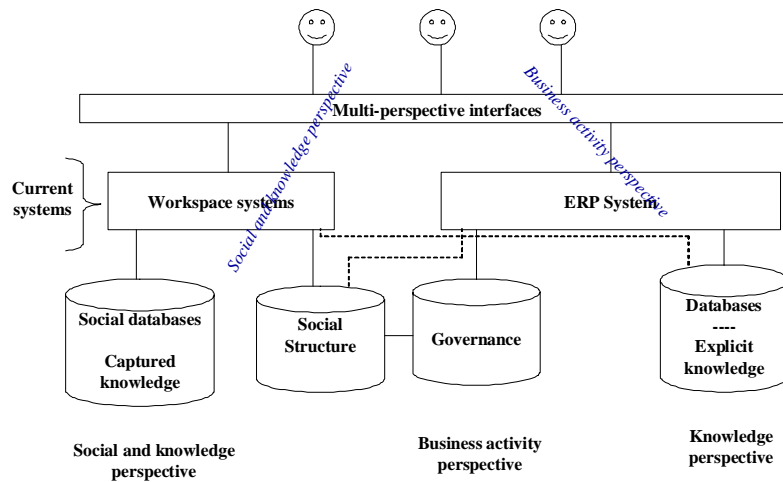 Multi-perspective interfaces
Social and knowledge perspective
Business activity perspective
Current
systems
Workspace systems
ERP System
Social databases
Captured
knowledge
Social
Structure
Governance
Databases
----
Explicit
knowledge
Social and knowledge
perspective
Business activity
perspective
Knowledge
perspective